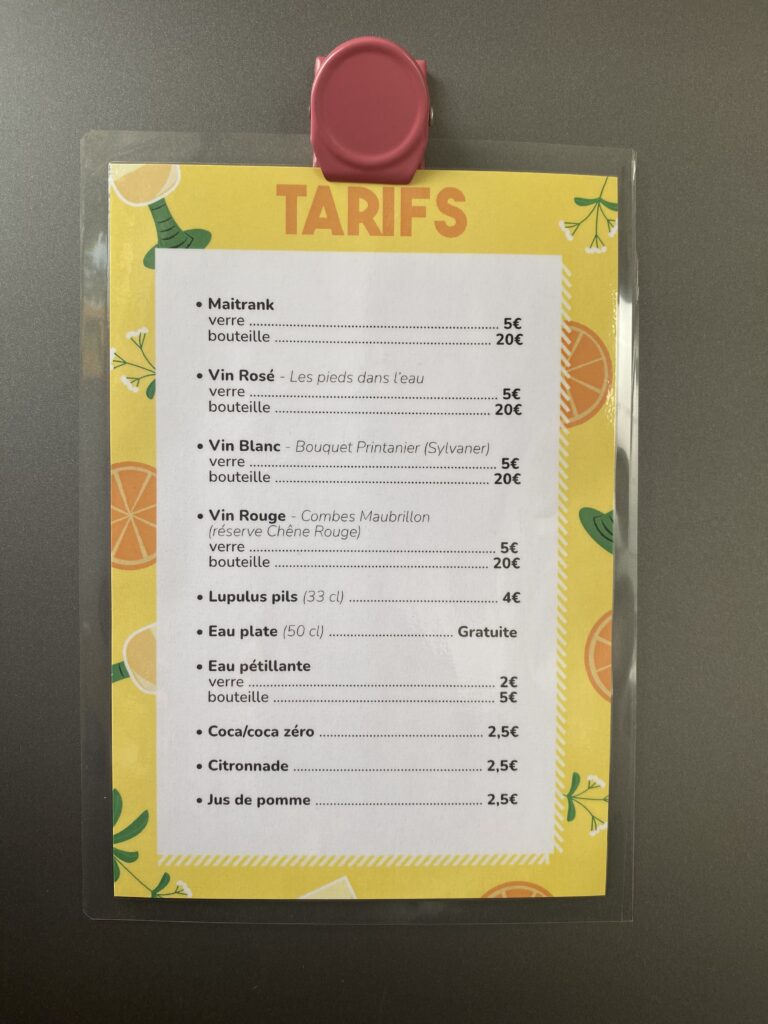 TARIFS
• Maitrank
verre ........................................................ 5€
bouteille .................................................. 20€
• Vin Rosé - Les pieds dans l'eau
verre ........................................................ 5€
bouteille .................................................. 20€
• Vin Blanc - Bouquet Printanier (Sylvaner)
verre ........................................................ 5€
bouteille .................................................. 20€
• Vin Rouge - Combes Maubrillon
(réserve Chêne Rouge)
verre ........................................................ 5€
bouteille .................................................. 20€
• Lupulus pils (33 cl) .................................. 4€
• Eau plate (50 cl) ............................ Gratuite
• Eau pétillante
verre ........................................................ 2€
bouteille .................................................. 5€
• Coca/coca zéro ..................................... 2,5€
• Citronnade ........................................... 2,5€
• Jus de pomme ...................................... 2,5€